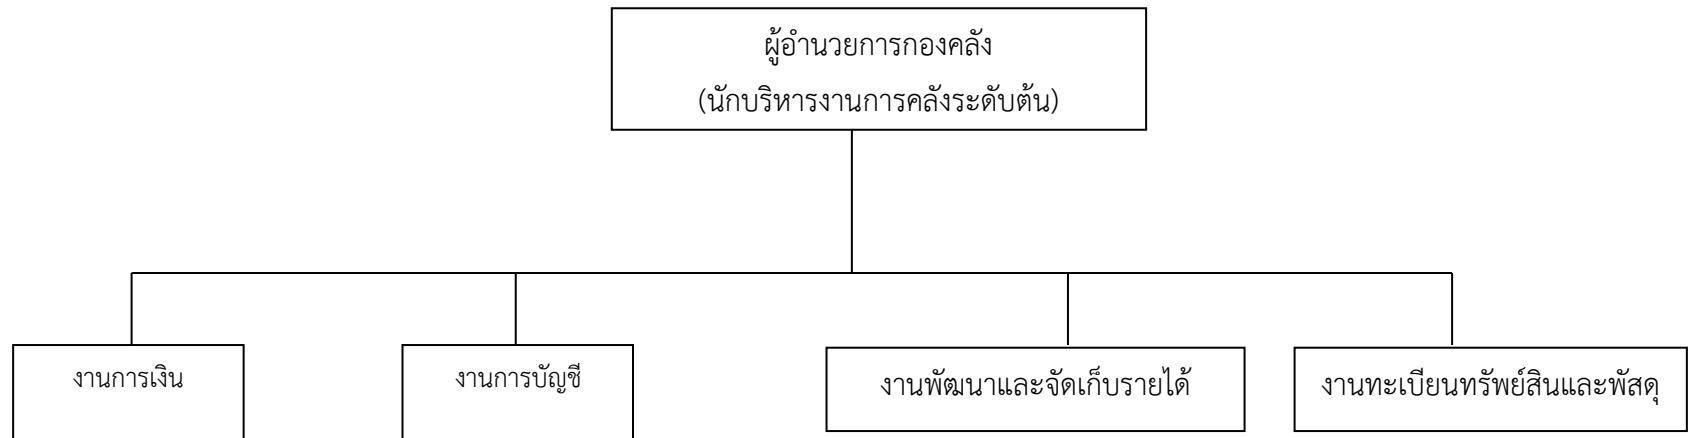 ผู้อำนวยการกองคลัง
(นักบริหารงานการคลังระดับต้น)
งานการเงิน
งานการบัญชี
งานพัฒนาและจัดเก็บรายได้
งานทะเบียนทรัพย์สินและพัสดุ